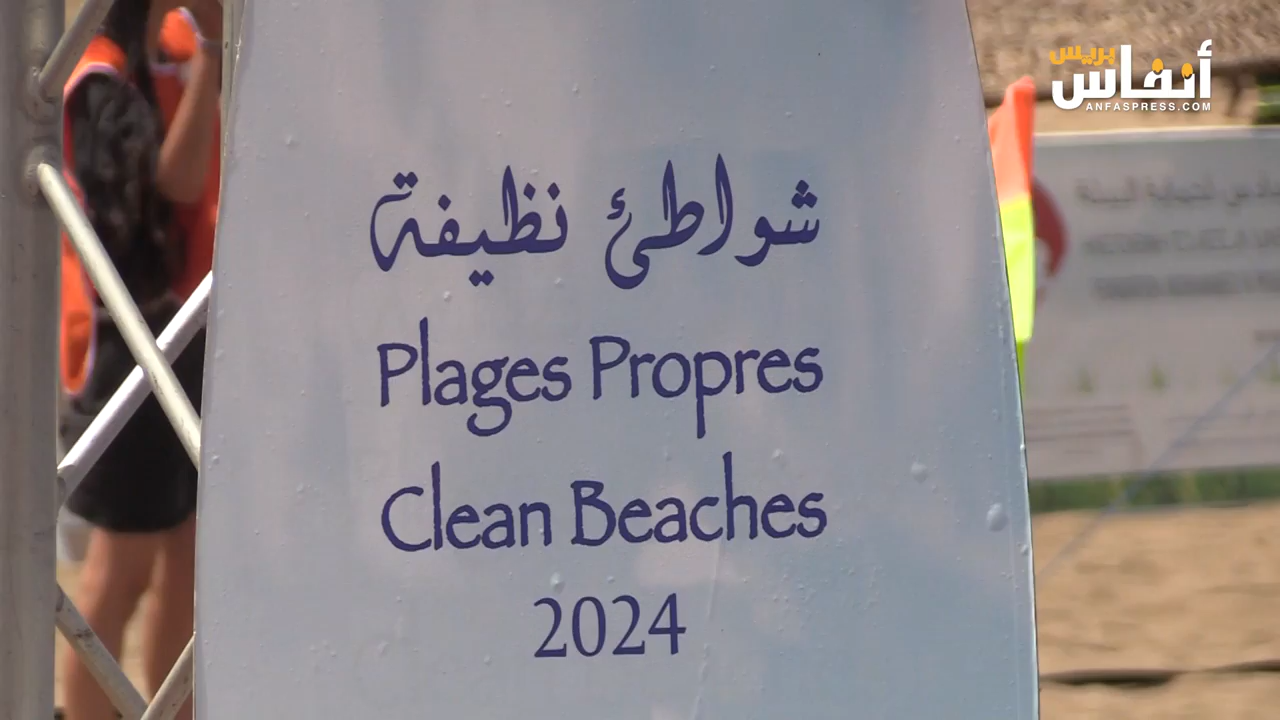 أنفاس بريس
ANFASPRESS.COM
شواطئ نظيفة
Plages Propres
Clean Beaches
2024